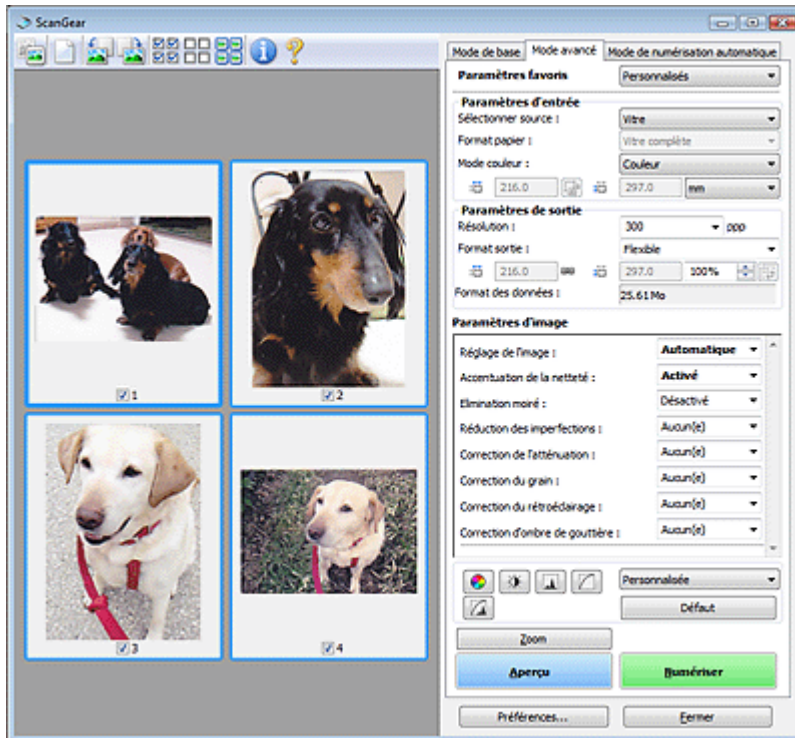 ScanGear
Mode de base Mode avancé Mode de numérisation automatique
Paramètres favoris Personnalisés
Paramètres d'entrée
Sélectionner source : Vitre
Format papier : Vitre complète
Mode couleur : Couleur
216.0 297.0 mm
Paramètres de sortie
Résolution : 300 ppp
Format sortie : Flexible
216.0 297.0 100%
Format des données : 25.61 Mo
Paramètres d'image
Réglage de l'image : Automatique
Accentuation de la netteté : Activé
Elimination moiré : Désactivé
Réduction des imperfections : Aucun(e)
Correction de l'atténuation : Aucun(e)
Correction du grain : Aucun(e)
Correction du rétroéclairage : Aucun(e)
Correction d'ombre de gouttière : Aucun(e)
1
2
3
4
Personnalisée
Défaut
Zoom
Aperçu Numériser
Préférences... Fermer